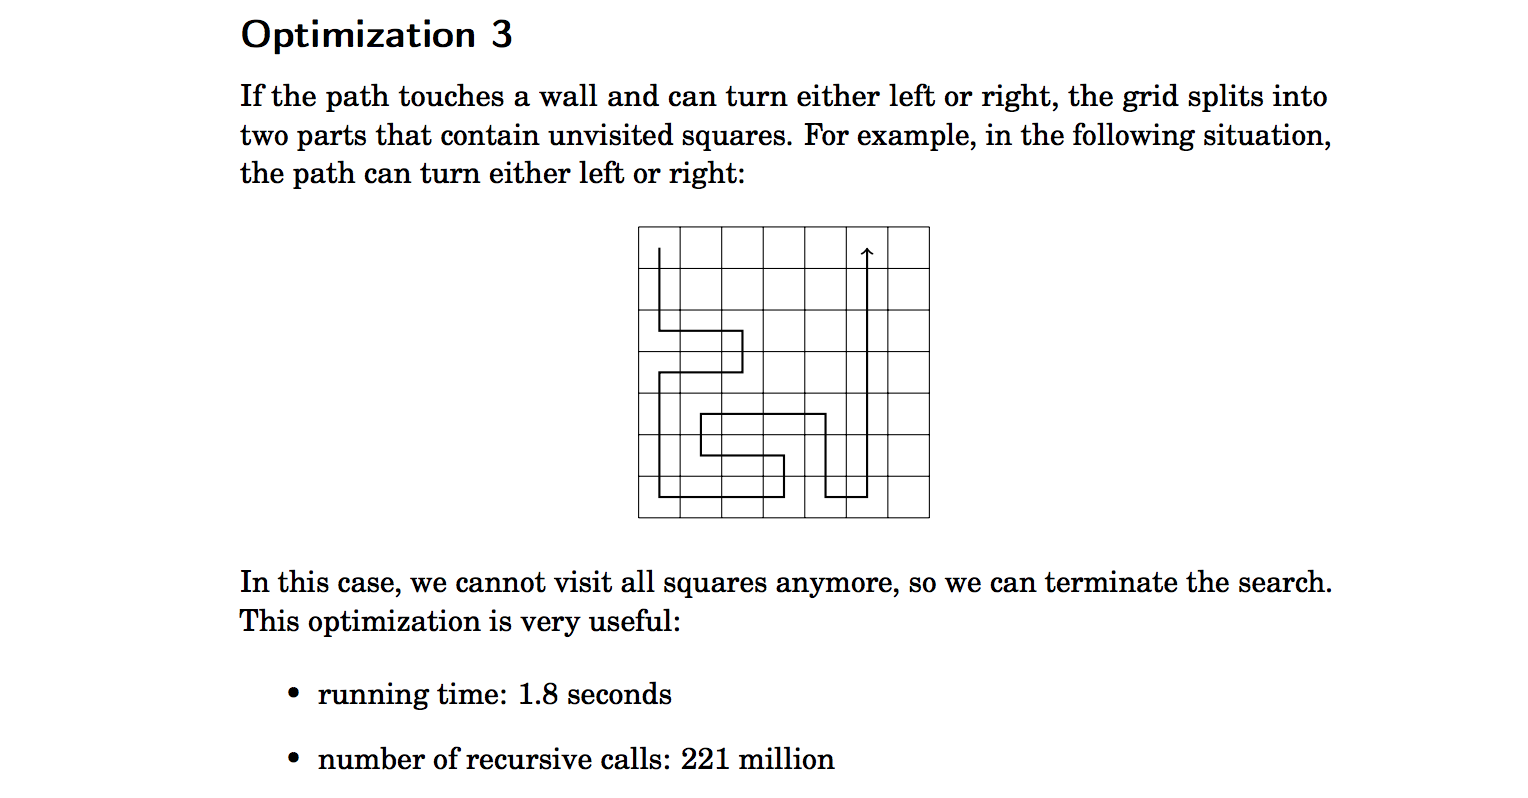 Optimization 3
If the path touches a wall and can turn either left or right, the grid splits into
two parts that contain unvisited squares. For example, in the following situation,
the path can turn either left or right:
In this case, we cannot visit all squares anymore, so we can terminate the search.
This optimization is very useful:
• running time: 1.8 seconds
• number of recursive calls: 221 million